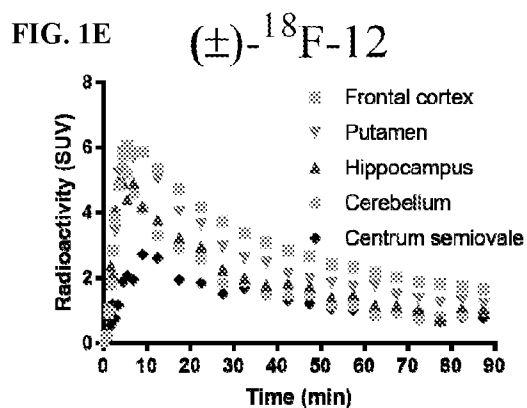 FIG. 1E
(±)-¹⁸F-12
Radioactivity (SUV)
8
6
4
2
0
Frontal cortex
Putamen
Hippocampus
Cerebellum
Centrum semiovale
0 10 20 30 40 50 60 70 80 90
Time (min)